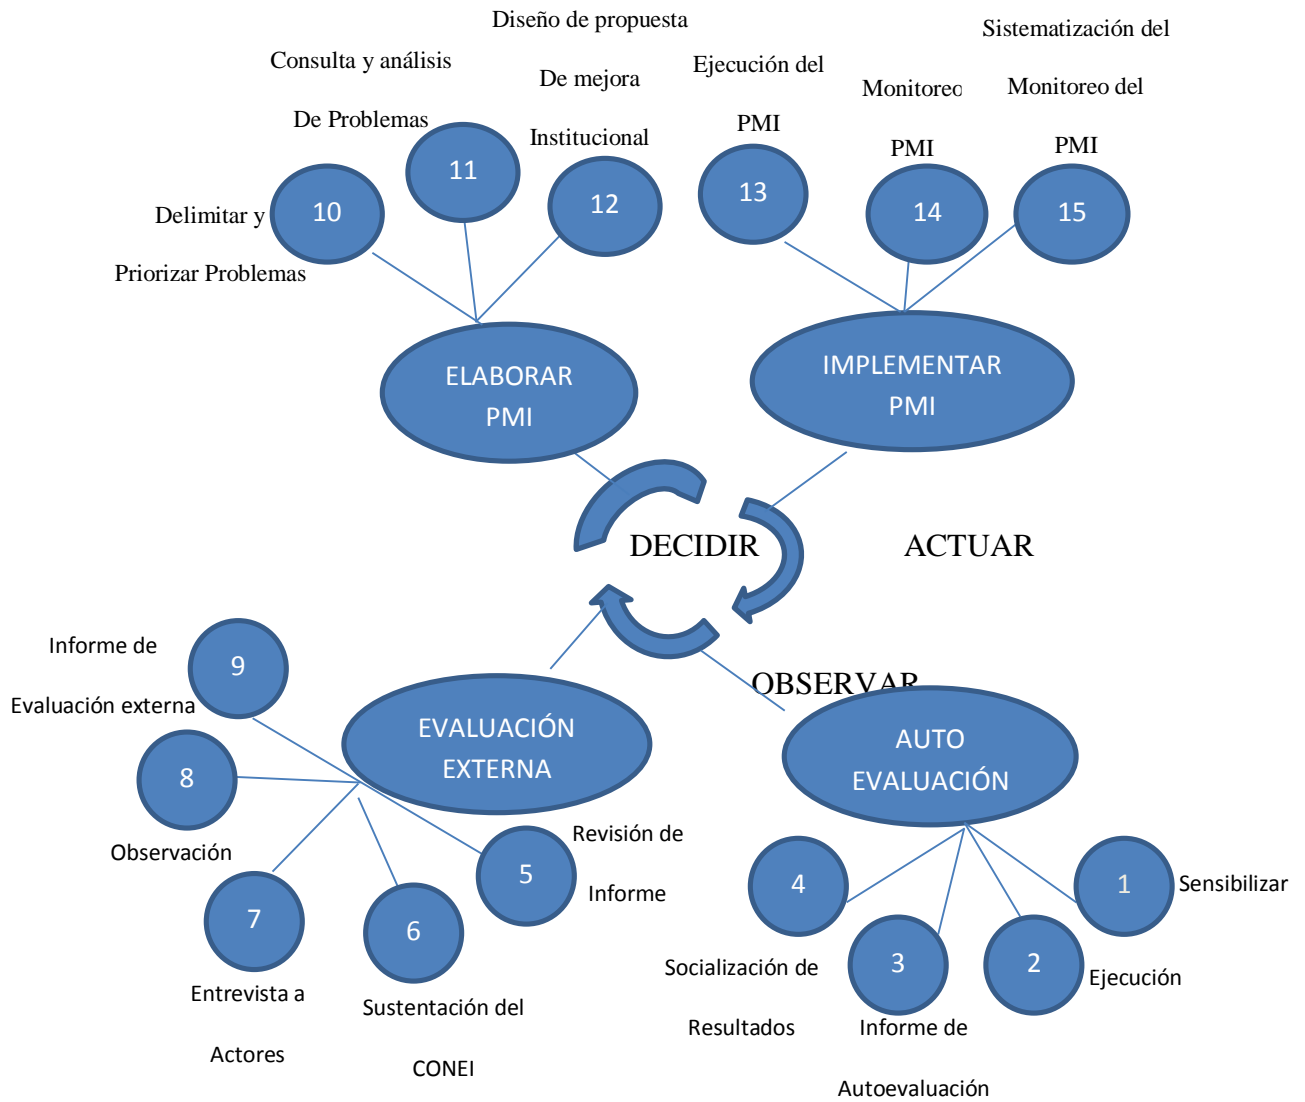 Diseño de propuesta
De mejora
Institucional
Sistematización del
Monitoreo del
PMI
Consulta y análisis
De Problemas
Ejecución del
PMI
Monitoreo
PMI
11
10
12
13
14
15
Delimitar y
Priorizar Problemas
ELABORAR
PMI
IMPLEMENTAR
PMI
DECIDIR
ACTUAR
OBSERVAR
Informe de
Evaluación externa
9
8
Observación
EVALUACIÓN
EXTERNA
AUTO
EVALUACIÓN
Revisión de
Informe
5
4
1
Sensibilizar
7
6
3
2
Ejecución
Entrevista a
Actores
Sustentación del
CONEI
Socialización de
Resultados
Informe de
Autoevaluación